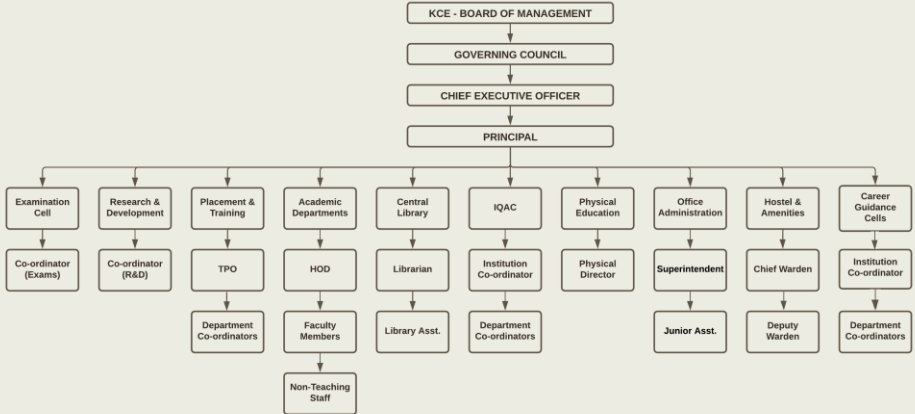 KCE - BOARD OF MANAGEMENT
GOVERNING COUNCIL
CHIEF EXECUTIVE OFFICER
PRINCIPAL
Examination
Cell
Research &
Development
Placement &
Training
Academic
Departments
Central
Library
IQAC
Physical
Education
Office
Administration
Hostel &
Amenities
Career
Guidance
Cells
Co-ordinator
(Exams)
Co-ordinator
(R&D)
TPO
HOD
Librarian
Institution
Co-ordinator
Physical
Director
Superintendent
Chief Warden
Institution
Co-ordinator
Department
Co-ordinators
Faculty
Members
Library Asst.
Department
Co-ordinators
Junior Asst.
Deputy
Warden
Department
Co-ordinators
Non-Teaching
Staff